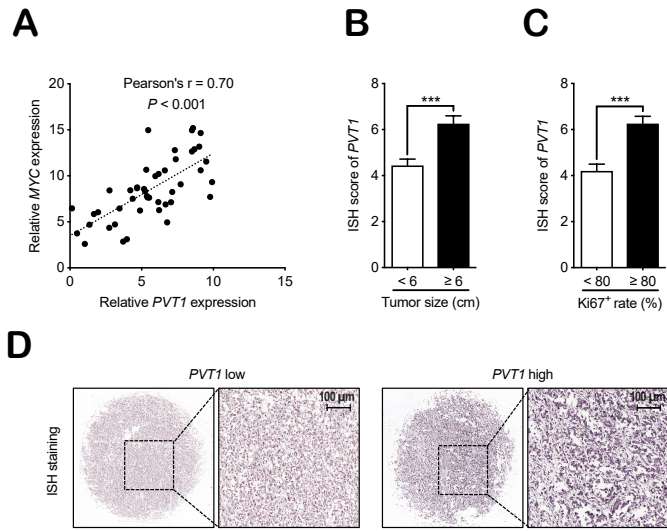 A
Pearson's r = 0.70
P < 0.001
Relative MYC expression
20
15
10
5
0
0
5
10
15
Relative PVT1 expression
B
***
ISH score of PVT1
8
6
4
2
0
< 6
≥ 6
Tumor size (cm)
C
***
ISH score of PVT1
8
6
4
2
0
< 80
≥ 80
Ki67⁺ rate (%)
D
PVT1 low
PVT1 high
ISH staining
100 μm
100 μm